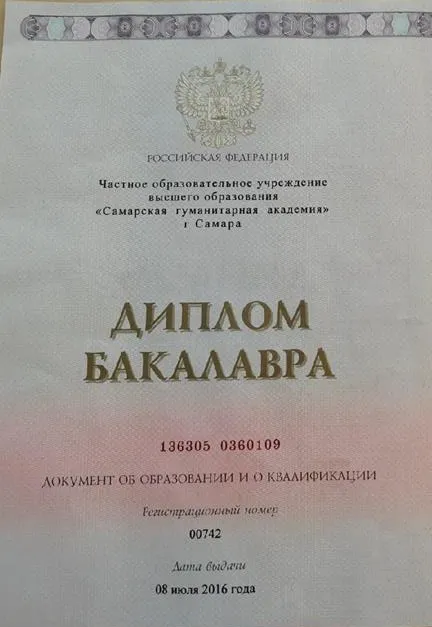 РОССИЙСКАЯ ФЕДЕРАЦИЯ
Частное образовательное учреждение
высшего образования
«Самарская гуманитарная академия»
г Самара
ДИПЛОМ
БАКАЛАВРА
136305 0360109
ДОКУМЕНТ ОБ ОБРАЗОВАНИИ И О КВАЛИФИКАЦИИ
Регистрационный номер
00742
Дата выдачи
08 июля 2016 года